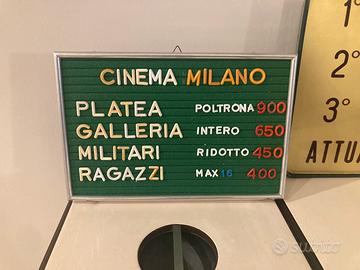 CINEMA MILANO
PLATEA POLTRONA 900
GALLERIA INTERO 650
MILITARI RIDOTTO 450
RAGAZZI MAX 16 400
1°
2°
3°
ATTUA
Subito